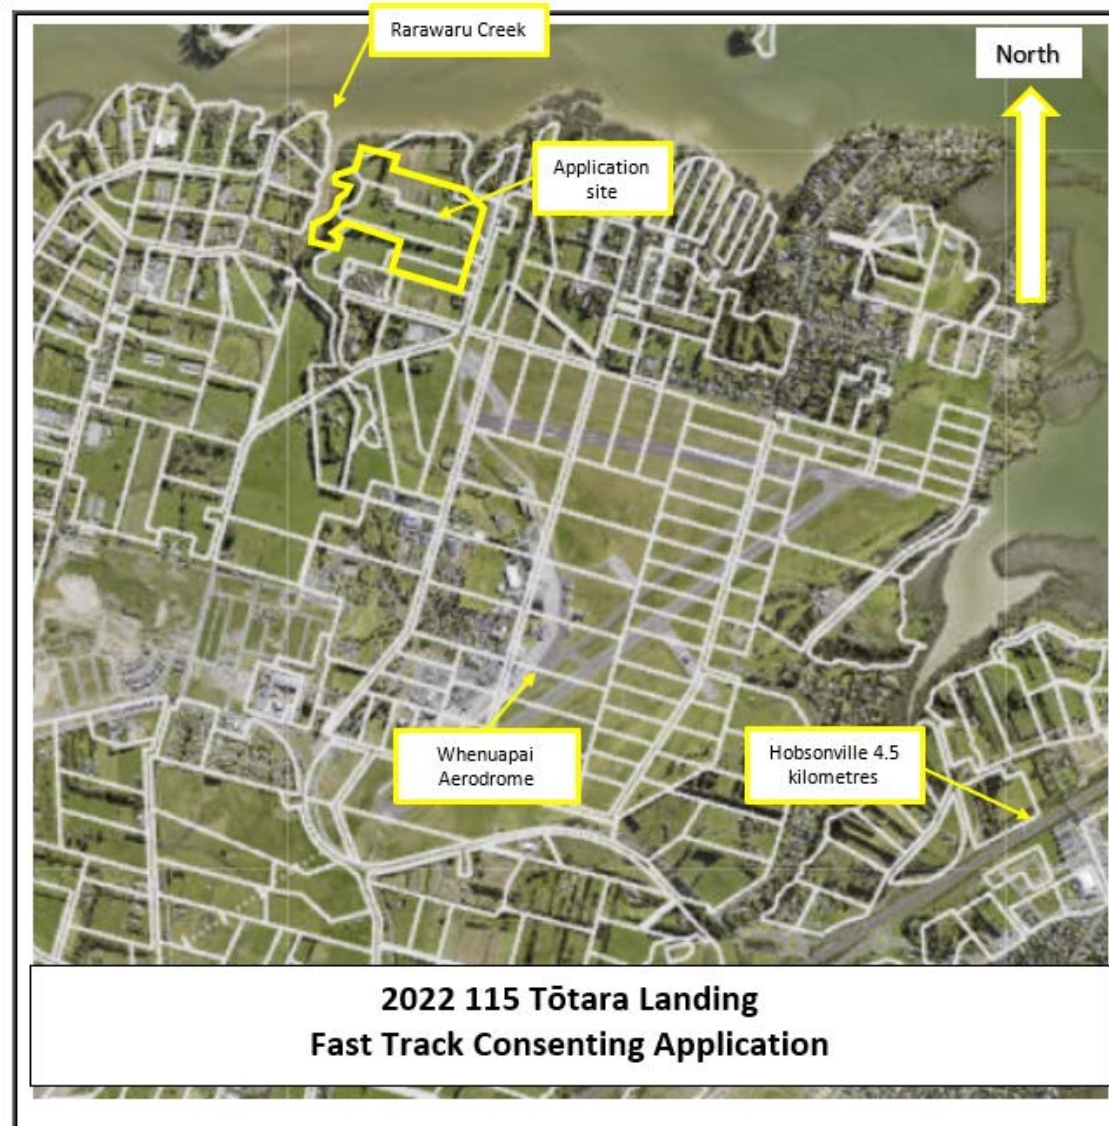 Rarawaru Creek
North
Application
site
Whenuapai
Aerodrome
Hobsonville 4.5
kilometres
2022 115 Tōtara Landing
Fast Track Consenting Application